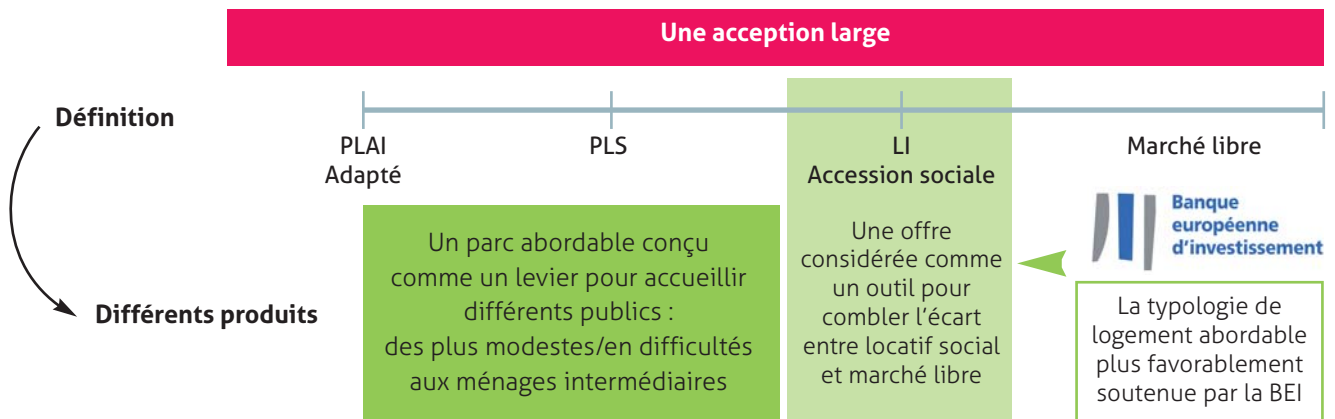 Une acception large
Définition
PLAI
Adapté
PLS
LI
Accession sociale
Marché libre
Banque
européenne
d’investissement
Différents produits
Un parc abordable conçu
comme un levier pour accueillir
différents publics :
des plus modestes/en difficultés
aux ménages intermédiaires
Une offre
considérée comme
un outil pour
combler l’écart
entre locatif social
et marché libre
La typologie de
logement abordable
plus favorablement
soutenue par la BEI